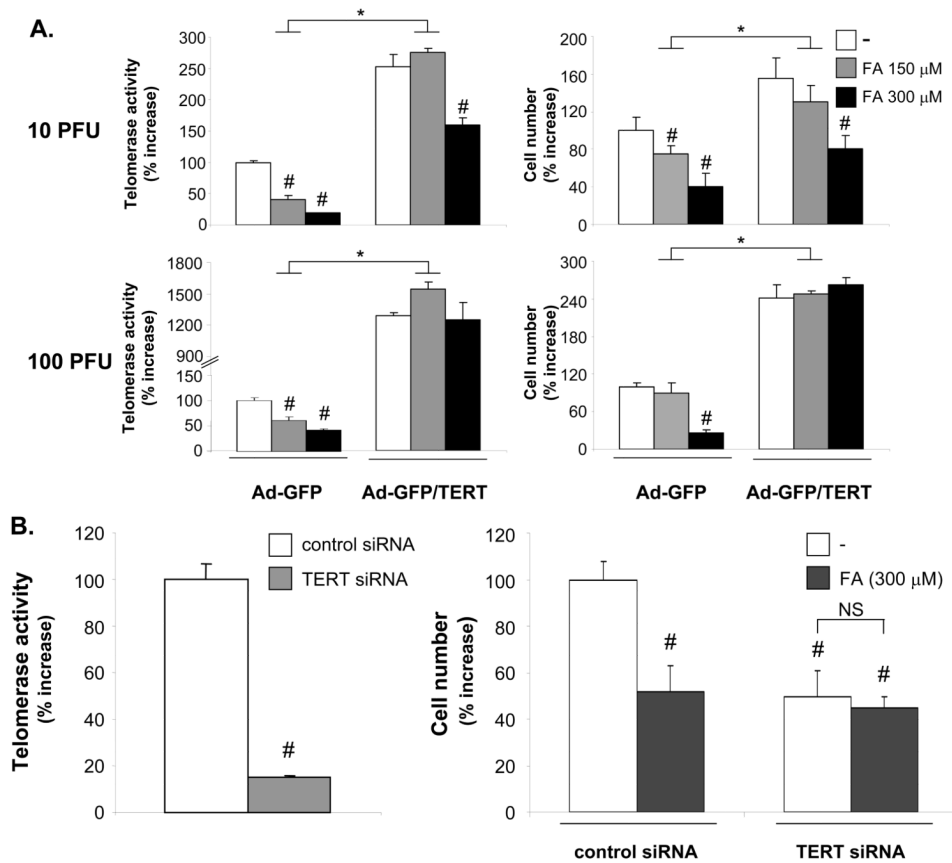 A.
*
300
250
200
150
100
50
0
Telomerase activity
(% increase)
10 PFU
#
#
#
*
200
160
120
80
40
0
Cell number
(% increase)
#
#
#
-
FA 150 μM
FA 300 μM
*
1800
1500
1200
900
150
100
50
0
Telomerase activity
(% increase)
100 PFU
#
#
Ad-GFP
Ad-GFP/TERT
*
300
240
180
120
60
0
Cell number
(% increase)
#
Ad-GFP
Ad-GFP/TERT
B.
120
100
80
60
40
20
0
Telomerase activity
(% increase)
control siRNA
TERT siRNA
#
120
100
80
60
40
20
0
Cell number
(% increase)
-
FA (300 μM)
NS
#
#
#
control siRNA
TERT siRNA